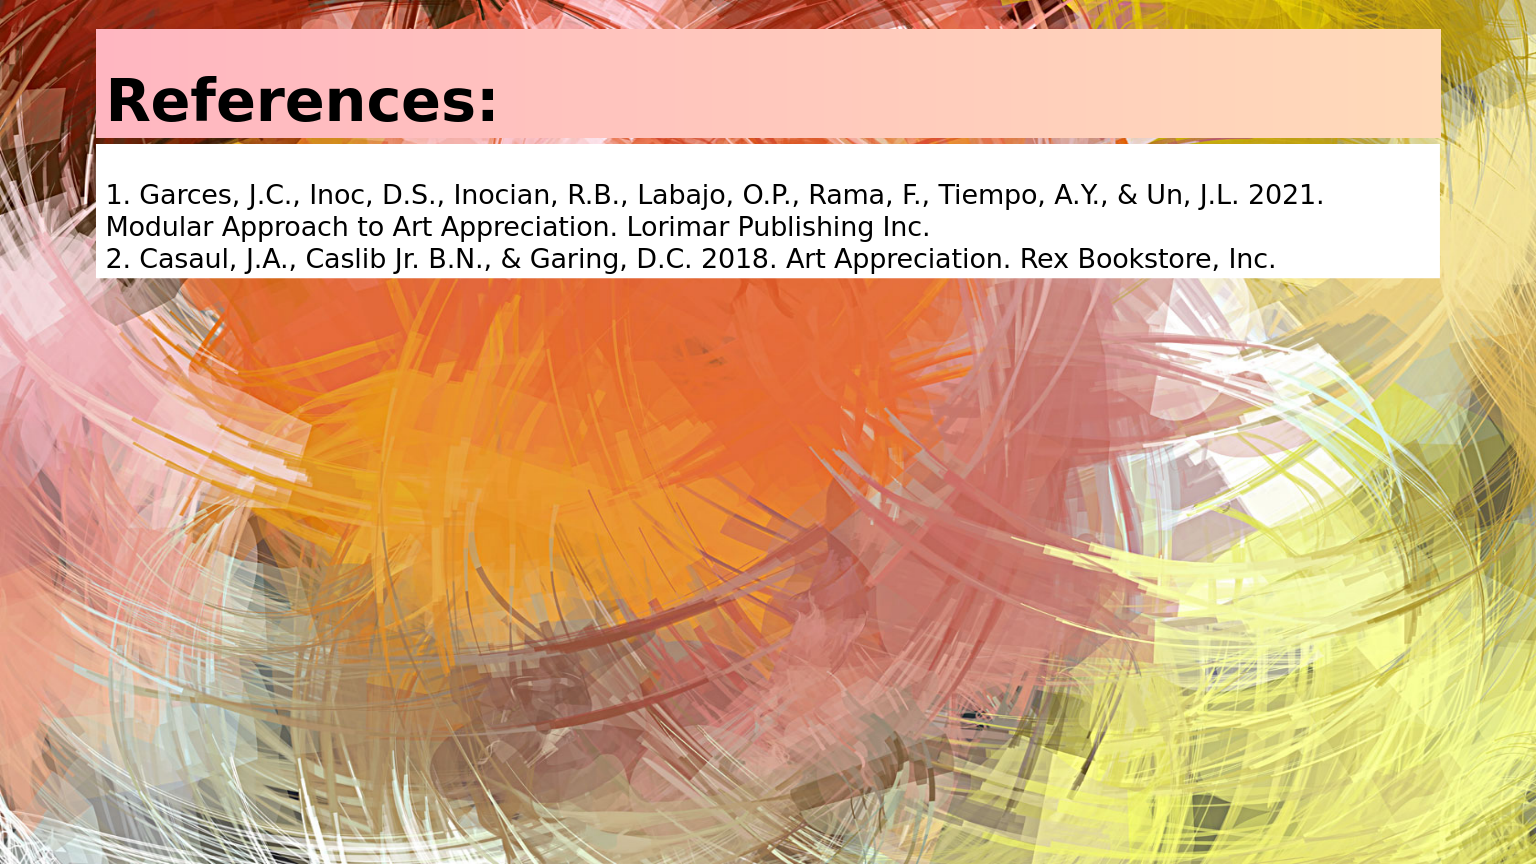 References:
1. Garces, J.C., Inoc, D.S., Inocian, R.B., Labajo, O.P., Rama, F., Tiempo, A.Y., & Un, J.L. 2021.
Modular Approach to Art Appreciation. Lorimar Publishing Inc.
2. Casaul, J.A., Caslib Jr. B.N., & Garing, D.C. 2018. Art Appreciation. Rex Bookstore, Inc.